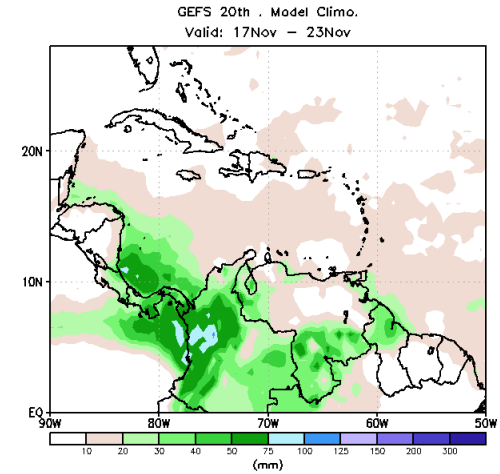 GEFS 20th . Model Climo.
Valid: 17Nov – 23Nov
20N
10N
EQ
90W 80W 70W 60W 50W
10 20 30 40 50 75 100 125 150 200 300
(mm)